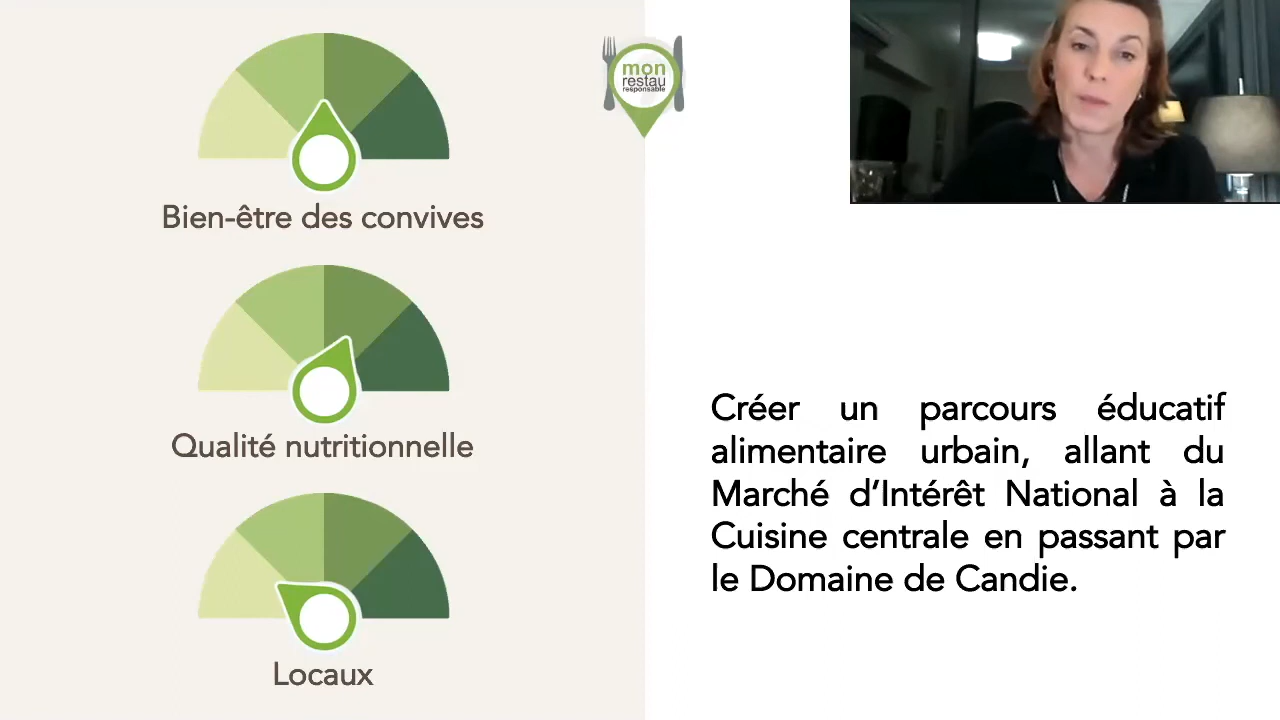 Bien-être des convives
Qualité nutritionnelle
Locaux
mon
restau
responsable
Créer un parcours éducatif
alimentaire urbain, allant du
Marché d’Intérêt National à la
Cuisine centrale en passant par
le Domaine de Candie.